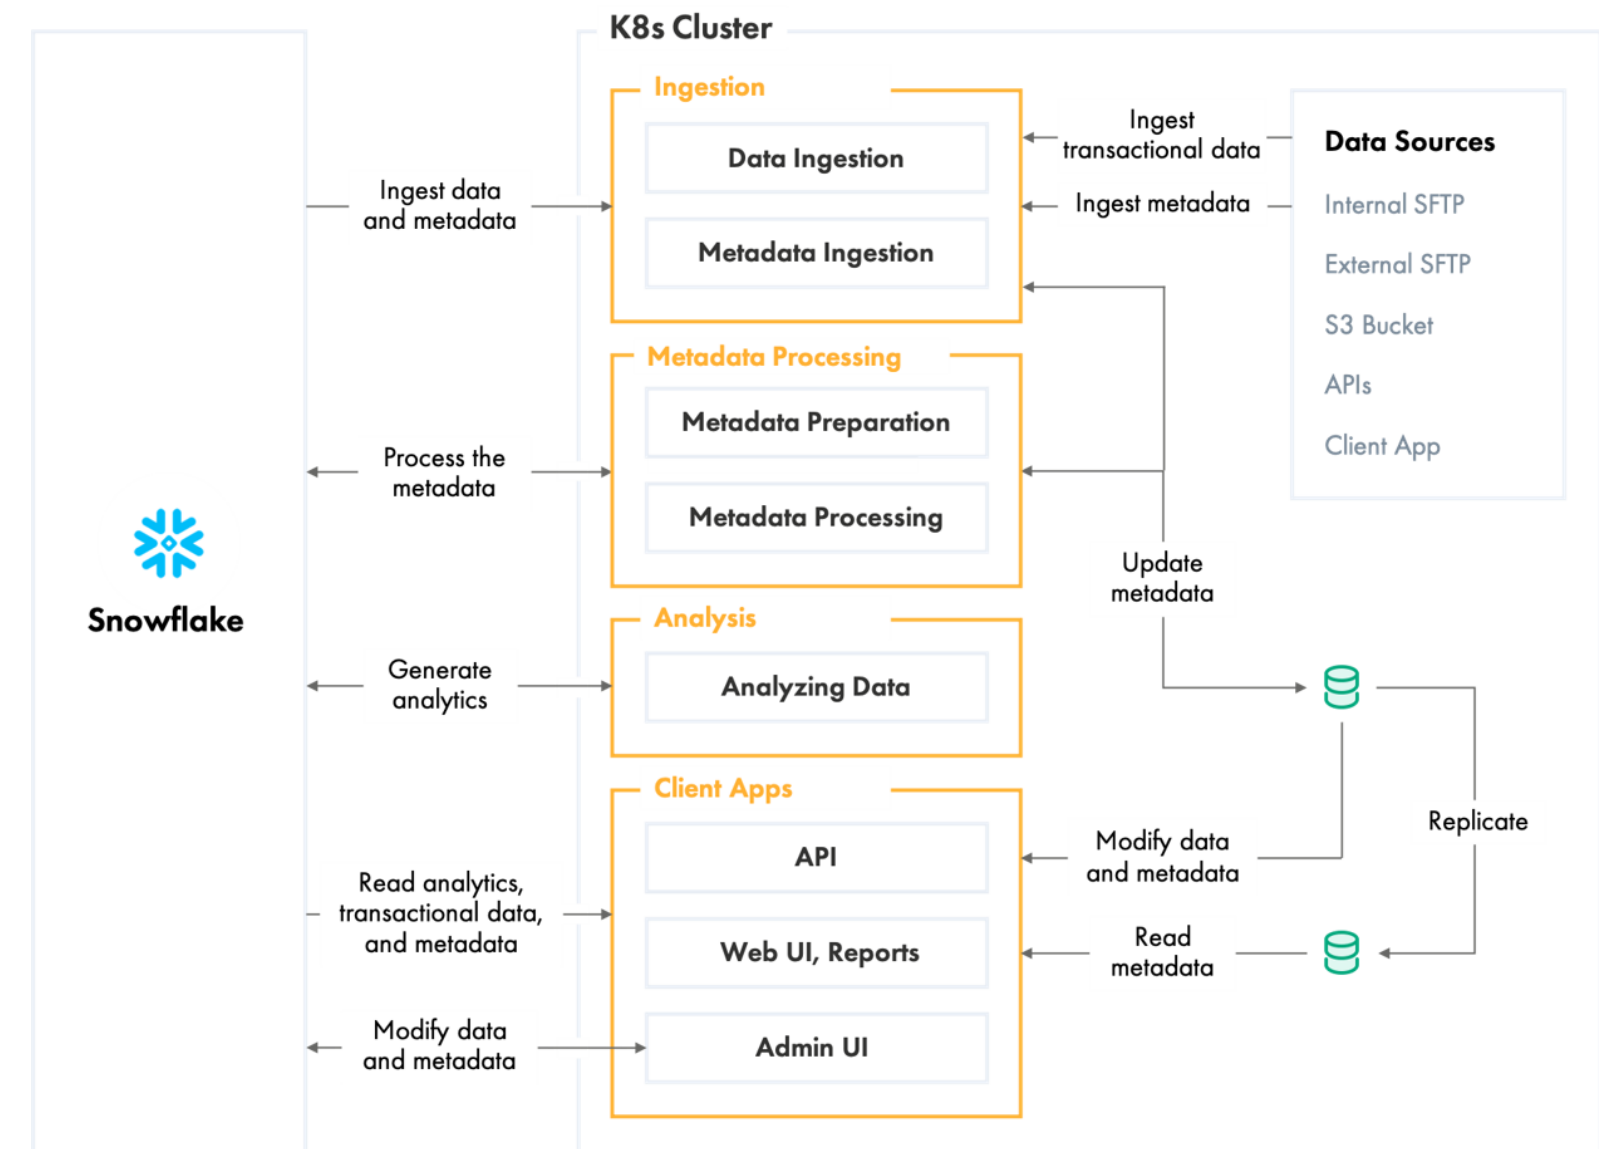 K8s Cluster
Snowflake
Ingest data
and metadata
Process the
metadata
Generate
analytics
Read analytics,
transactional data,
and metadata
Modify data
and metadata
Ingestion
Data Ingestion
Metadata Ingestion
Metadata Processing
Metadata Preparation
Metadata Processing
Analysis
Analyzing Data
Client Apps
API
Web UI, Reports
Admin UI
Ingest
transactional data
Ingest metadata
Update
metadata
Modify data
and metadata
Read
metadata
Replicate
Data Sources
Internal SFTP
External SFTP
S3 Bucket
APIs
Client App